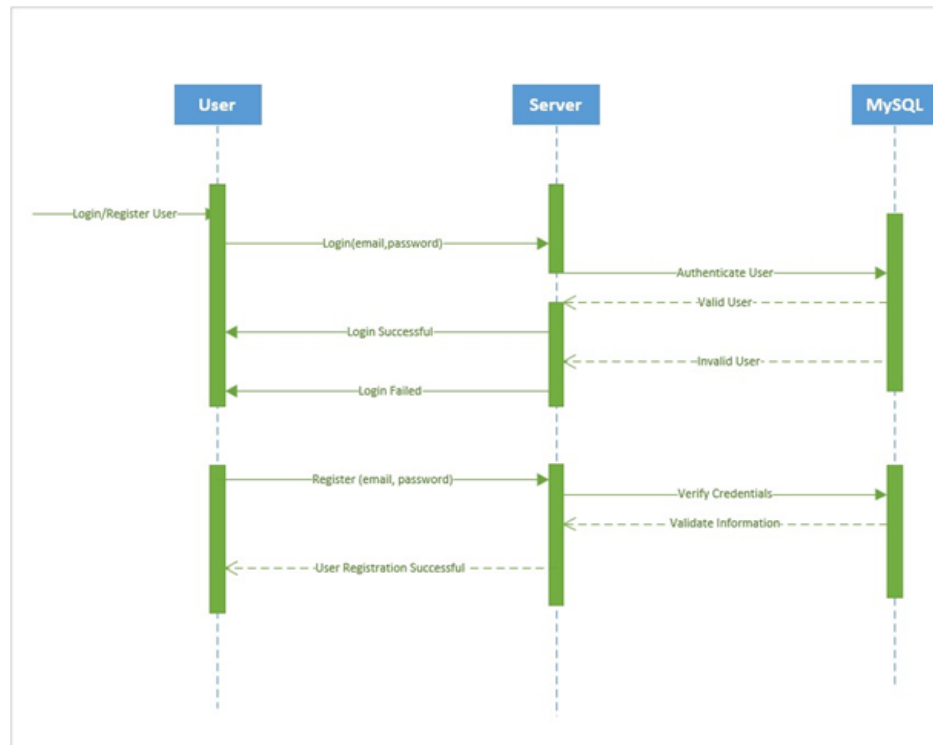 User
Server
MySQL
Login/Register User
Login(email,password)
Authenticate User
Valid User
Login Successful
Invalid User
Login Failed
Register (email, password)
Verify Credentials
Validate Information
User Registration Successful